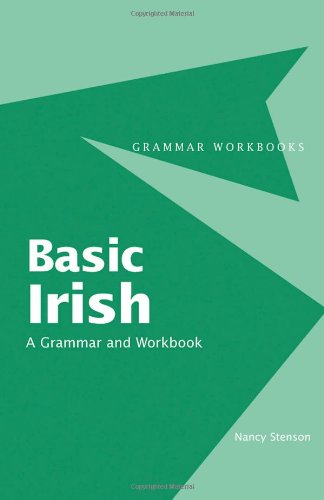 GRAMMAR WORKBOOKS
Basic
Irish
A Grammar and Workbook
Nancy Stenson